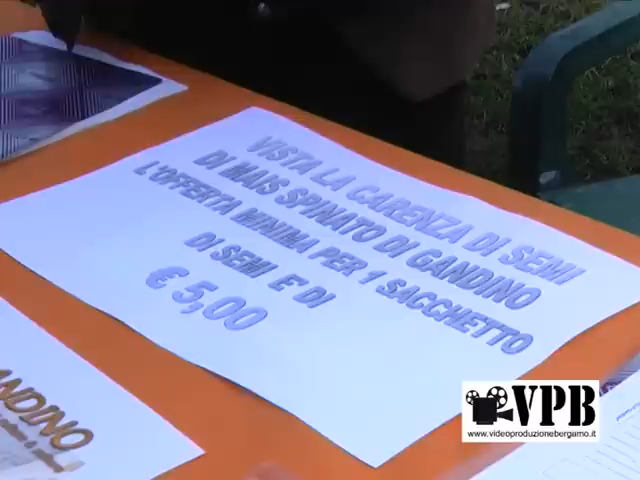 VISTA LA CARENZA DI SEMI
DI MAIS SPINATO DI GANDINO
L'OFFERTA MINIMA PER 1 SACCHETTO
DI SEMI E' DI
€ 5,00
ANDINO
VPB
www.videoproduzionebergamo.it